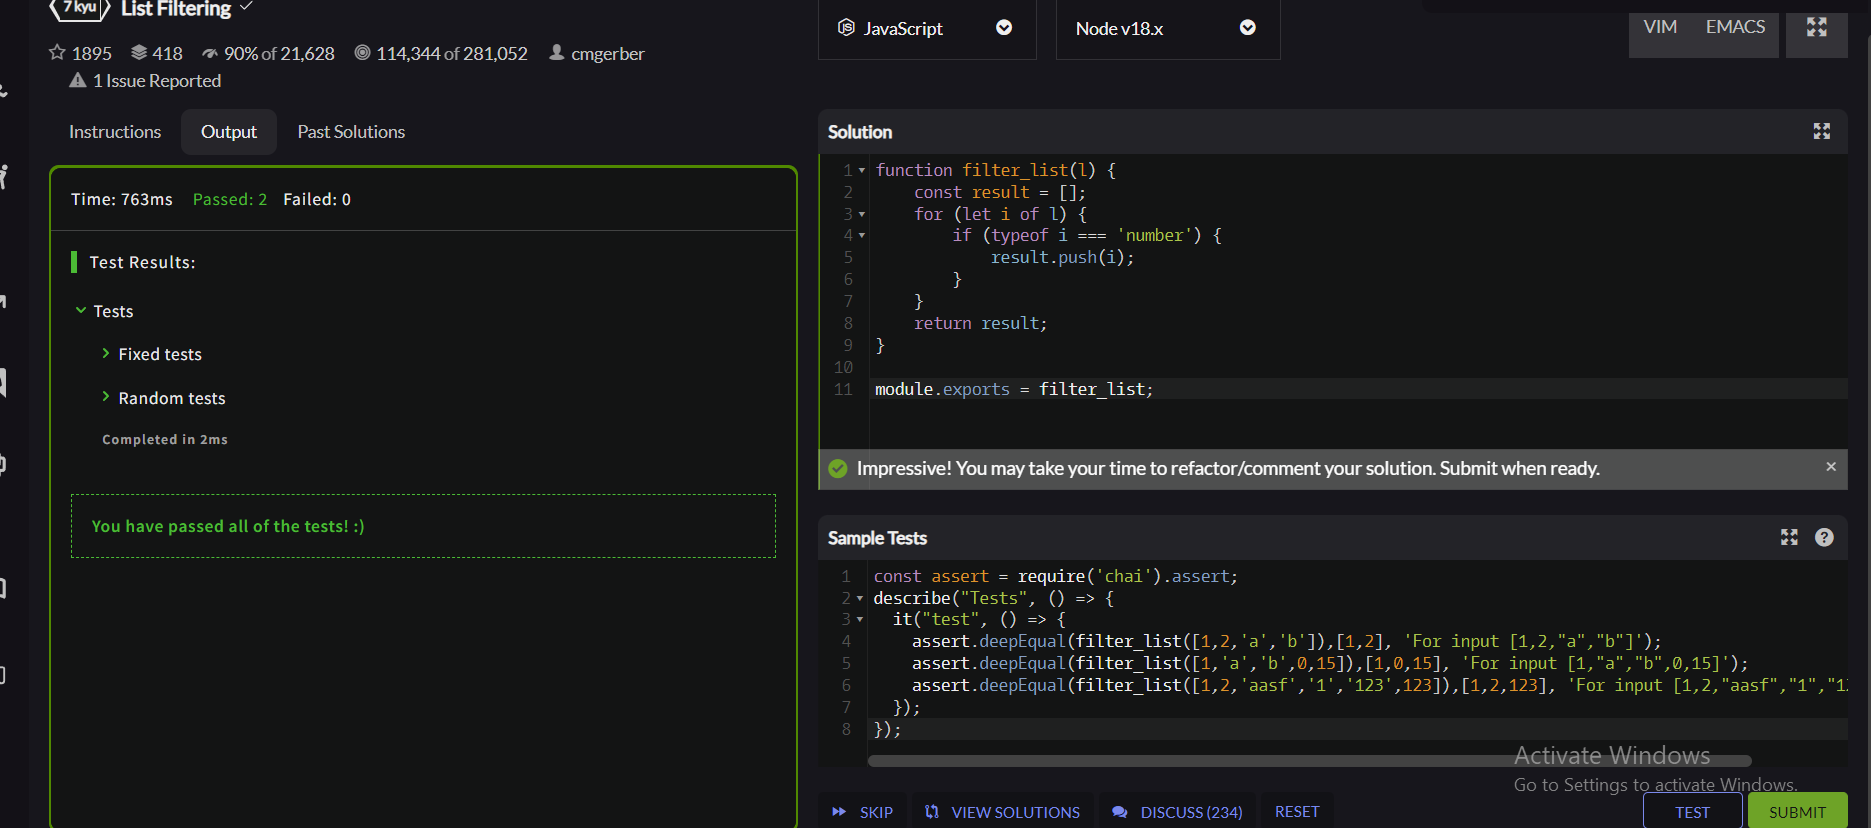 7 kyu List Filtering
1895 418 90% of 21,628 114,344 of 281,052 cmgerber
1 Issue Reported
Instructions Output Past Solutions
Time: 763ms Passed: 2 Failed: 0
Test Results:
Tests
Fixed tests
Random tests
Completed in 2ms
You have passed all of the tests! :)
JS JavaScript Node v18.x VIM EMACS
Solution
1 function filter_list(l) {
2 const result = [];
3 for (let i of l) {
4 if (typeof i === 'number') {
5 result.push(i);
6 }
7 }
8 return result;
9 }
10
11 module.exports = filter_list;
Impressive! You may take your time to refactor/comment your solution. Submit when ready. ×
Sample Tests ?
1 const assert = require('chai').assert;
2 describe("Tests", () => {
3 it("test", () => {
4 assert.deepEqual(filter_list([1,2,'a','b']),[1,2], 'For input [1,2,"a","b"]');
5 assert.deepEqual(filter_list([1,'a','b',0,15]),[1,0,15], 'For input [1,"a","b",0,15]');
6 assert.deepEqual(filter_list([1,2,'aasf','1','123',123]),[1,2,123], 'For input [1,2,"aasf","1","12
7 });
8 });
Activate Windows
Go to Settings to activate Windows.
SKIP VIEW SOLUTIONS DISCUSS (234) RESET TEST SUBMIT